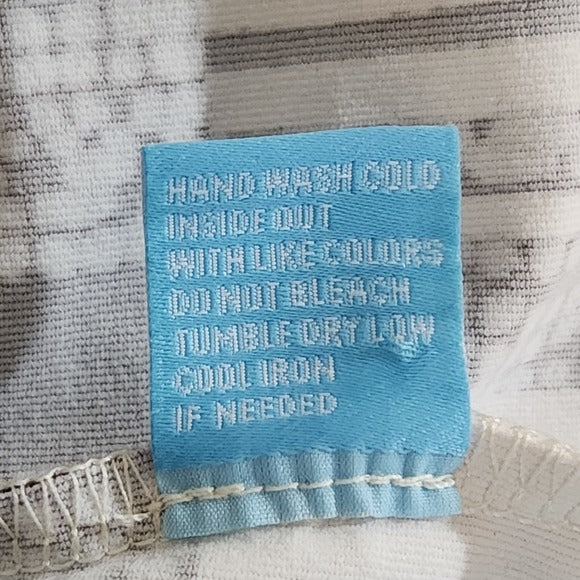 HAND WASH COLD
INSIDE OUT
WITH LIKE COLORS
DO NOT BLEACH
TUMBLE DRY LOW
COOL IRON
IF NEEDED